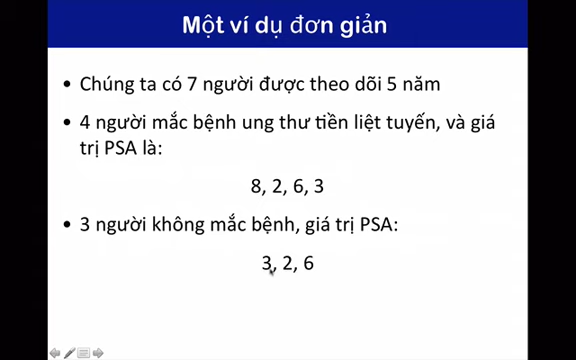 Một ví dụ đơn giản
• Chúng ta có 7 người được theo dõi 5 năm
• 4 người mắc bệnh ung thư tiền liệt tuyến, và giá
trị PSA là:
8, 2, 6, 3
• 3 người không mắc bệnh, giá trị PSA:
3, 2, 6